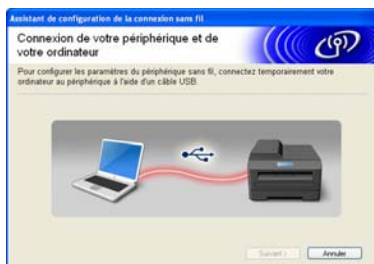 Assistant de configuration de la connexion sans fil
Connexion de votre périphérique et de
votre ordinateur
Pour configurer les paramètres du périphérique sans fil, connectez temporairement votre
ordinateur au périphérique à l'aide d'un câble USB.
Suivant >
Annuler